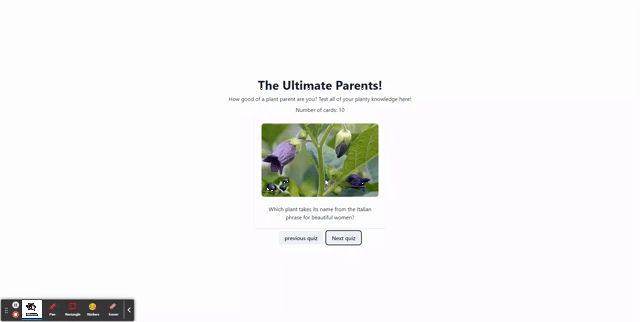 The Ultimate Parents!
How good of a plant parent are you? Test all of your planty knowledge here!
Number of cards: 10
Which plant takes its name from the Italian
phrase for beautiful women?
previous quiz
Next quiz
Pen
Rectangle
Stickers
Eraser